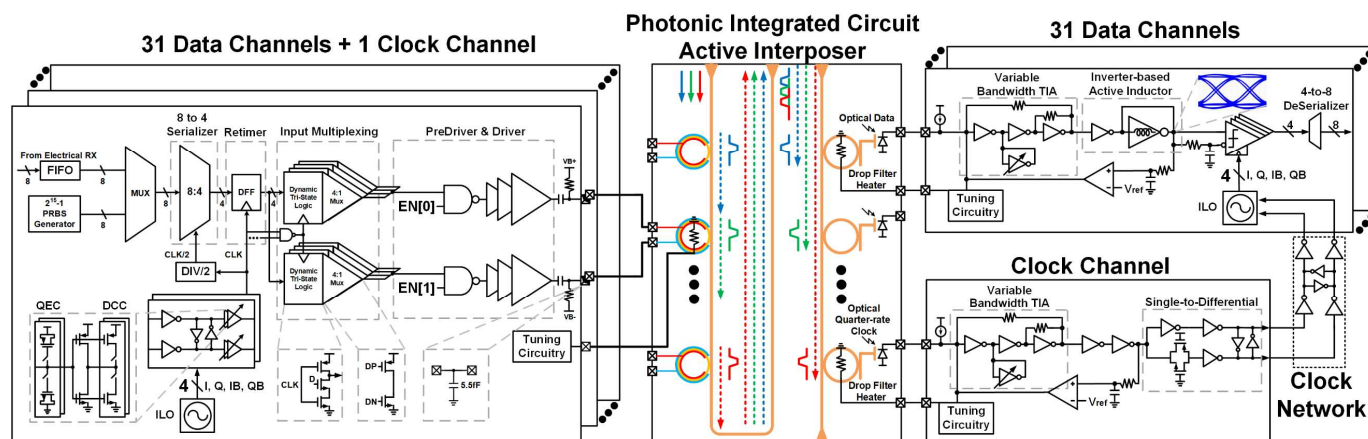 31 Data Channels + 1 Clock Channel
8 to 4
Serializer
Retimer
Input Multiplexing
PreDriver & Driver
From Electrical RX
8
FIFO
8
2^15-1
PRBS
Generator
8
MUX
8
8:4
4
DFF
4
Dynamic
Tri-State
Logic
4:1
Mux
EN[0]
VB+
CLK/2
CLK
DIV/2
Dynamic
Tri-State
Logic
4:1
Mux
EN[1]
VB-
Tuning
Circuitry
QEC
DCC
4
I, Q, IB, QB
ILO
CLK
D
DP
DN
5.5fF
Photonic Integrated Circuit
Active Interposer
Optical Data
Drop Filter
Heater
Optical
Quarter-rate
Clock
Drop Filter
Heater
31 Data Channels
Variable
Bandwidth TIA
Inverter-based
Active Inductor
4-to-8
DeSerializer
4
8
Vref
Tuning
Circuitry
4
I, Q, IB, QB
ILO
Clock Channel
Variable
Bandwidth TIA
Single-to-Differential
Vref
Tuning
Circuitry
Clock
Network